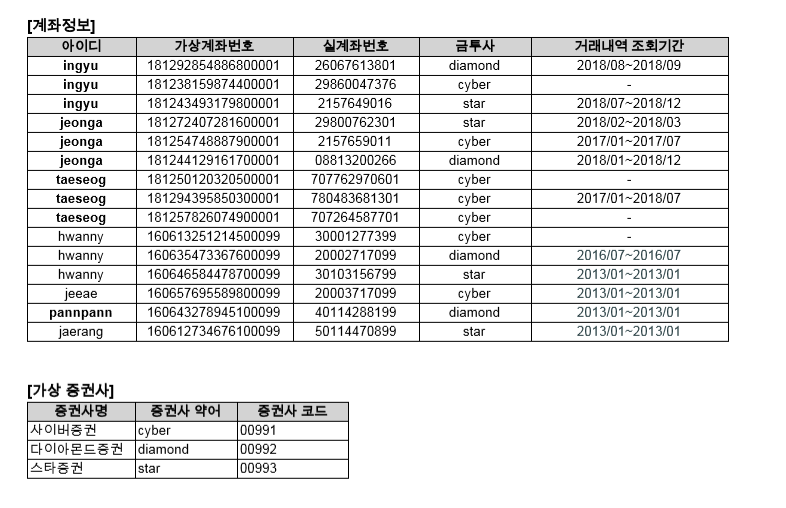 [계좌정보]
아이디 가상계좌번호 실계좌번호 금투사 거래내역 조회기간
ingyu 181292854886800001 26067613801 diamond 2018/08~2018/09
ingyu 181238159874400001 29860047376 cyber -
ingyu 181243493179800001 2157649016 star 2018/07~2018/12
jeonga 181272407281600001 29800762301 star 2018/02~2018/03
jeonga 181254748887900001 2157659011 cyber 2017/01~2017/07
jeonga 181244129161700001 08813200266 diamond 2018/01~2018/12
taeseog 181250120320500001 707762970601 cyber -
taeseog 181294395850300001 780483681301 cyber 2017/01~2018/07
taeseog 181257826074900001 707264587701 cyber -
hwanny 160613251214500099 30001277399 cyber -
hwanny 160635473367600099 20002717099 diamond 2016/07~2016/07
hwanny 160646584478700099 30103156799 star 2013/01~2013/01
jeeae 160657695589800099 20003717099 cyber 2013/01~2013/01
pannpann 160643278945100099 40114288199 diamond 2013/01~2013/01
jaerang 160612734676100099 50114470899 star 2013/01~2013/01
[가상 증권사]
증권사명 증권사 약어 증권사 코드
사이버증권 cyber 00991
다이아몬드증권 diamond 00992
스타증권 star 00993